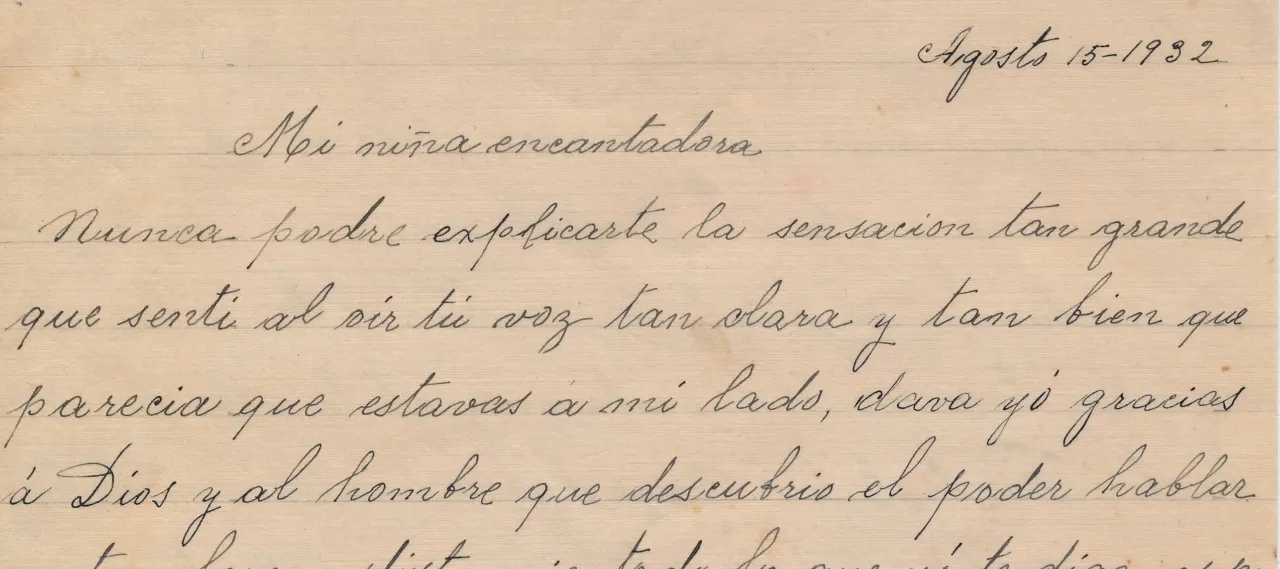 Agosto 15-1932
Mi niña encantadora
Nunca podre explicarte la sensacion tan grande
que senti al oir tú voz tan clara y tan bien que
parecia que estavas á mi lado, dava yó gracias
á Dios y al hombre que descubrio el poder hablar